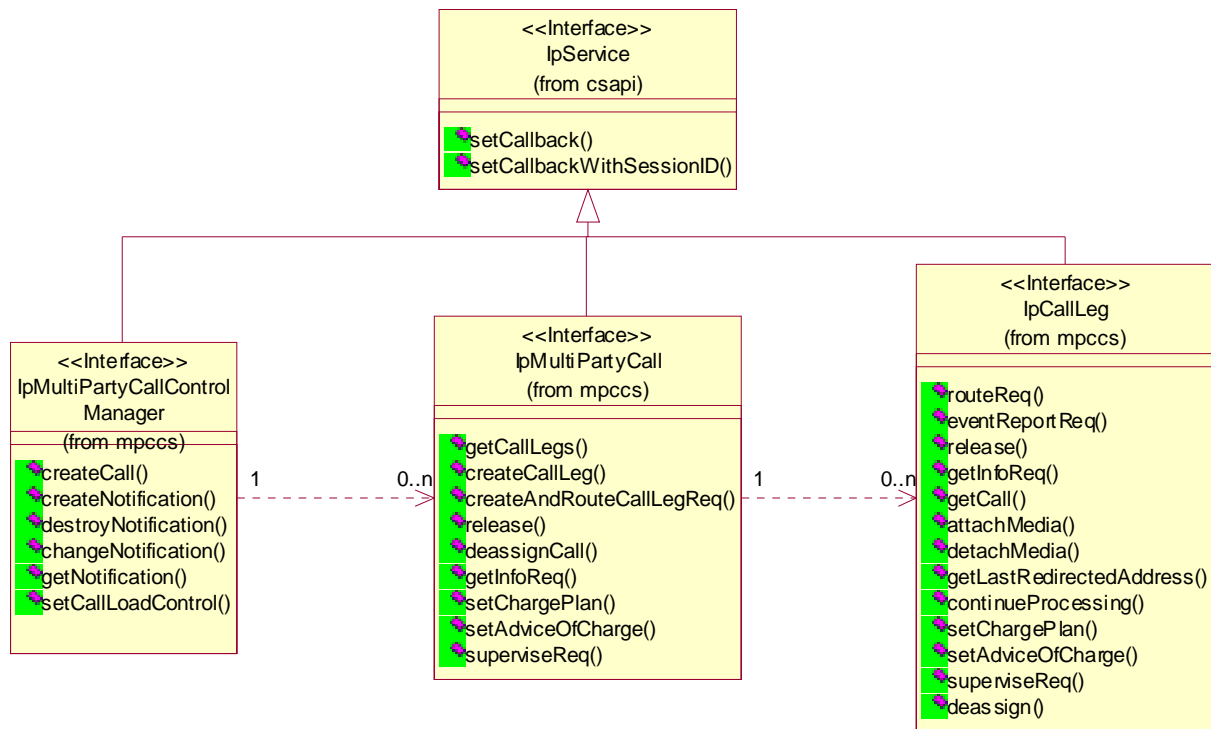 <<Interface>>
IpService
(from csapi)
setCallback()
setCallbackWithSessionID()
<<Interface>>
IpMultiPartyCallControl
Manager
(from mpccs)
createCall()
createNotification()
destroyNotification()
changeNotification()
getNotification()
setCallLoadControl()
1
0..n
<<Interface>>
IpMultiPartyCall
(from mpccs)
getCallLegs()
createCallLeg()
createAndRouteCallLegReq()
release()
deassignCall()
getInfoReq()
setChargePlan()
setAdviceOfCharge()
superviseReq()
1
0..n
<<Interface>>
IpCallLeg
(from mpccs)
routeReq()
eventReportReq()
release()
getInfoReq()
getCall()
attachMedia()
detachMedia()
getLastRedirectedAddress()
continueProcessing()
setChargePlan()
setAdviceOfCharge()
superviseReq()
deassign()